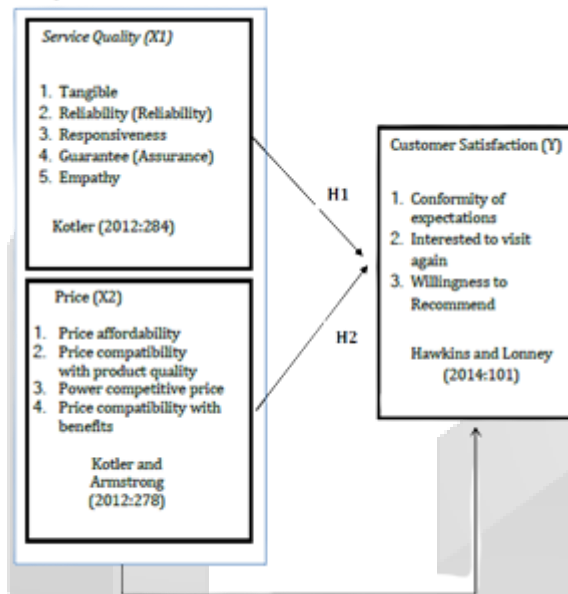 Service Quality (X1)
1. Tangible
2. Reliability (Reliability)
3. Responsiveness
4. Guarantee (Assurance)
5. Empathy
Kotler (2012:284)
Price (X2)
1. Price affordability
2. Price compatibility
with product quality
3. Power competitive price
4. Price compatibility with
benefits
Kotler and
Armstrong
(2012:278)
H1
H2
Customer Satisfaction (Y)
1. Conformity of
expectations
2. Interested to visit
again
3. Willingness to
Recommend
Hawkins and Lonney
(2014:101)